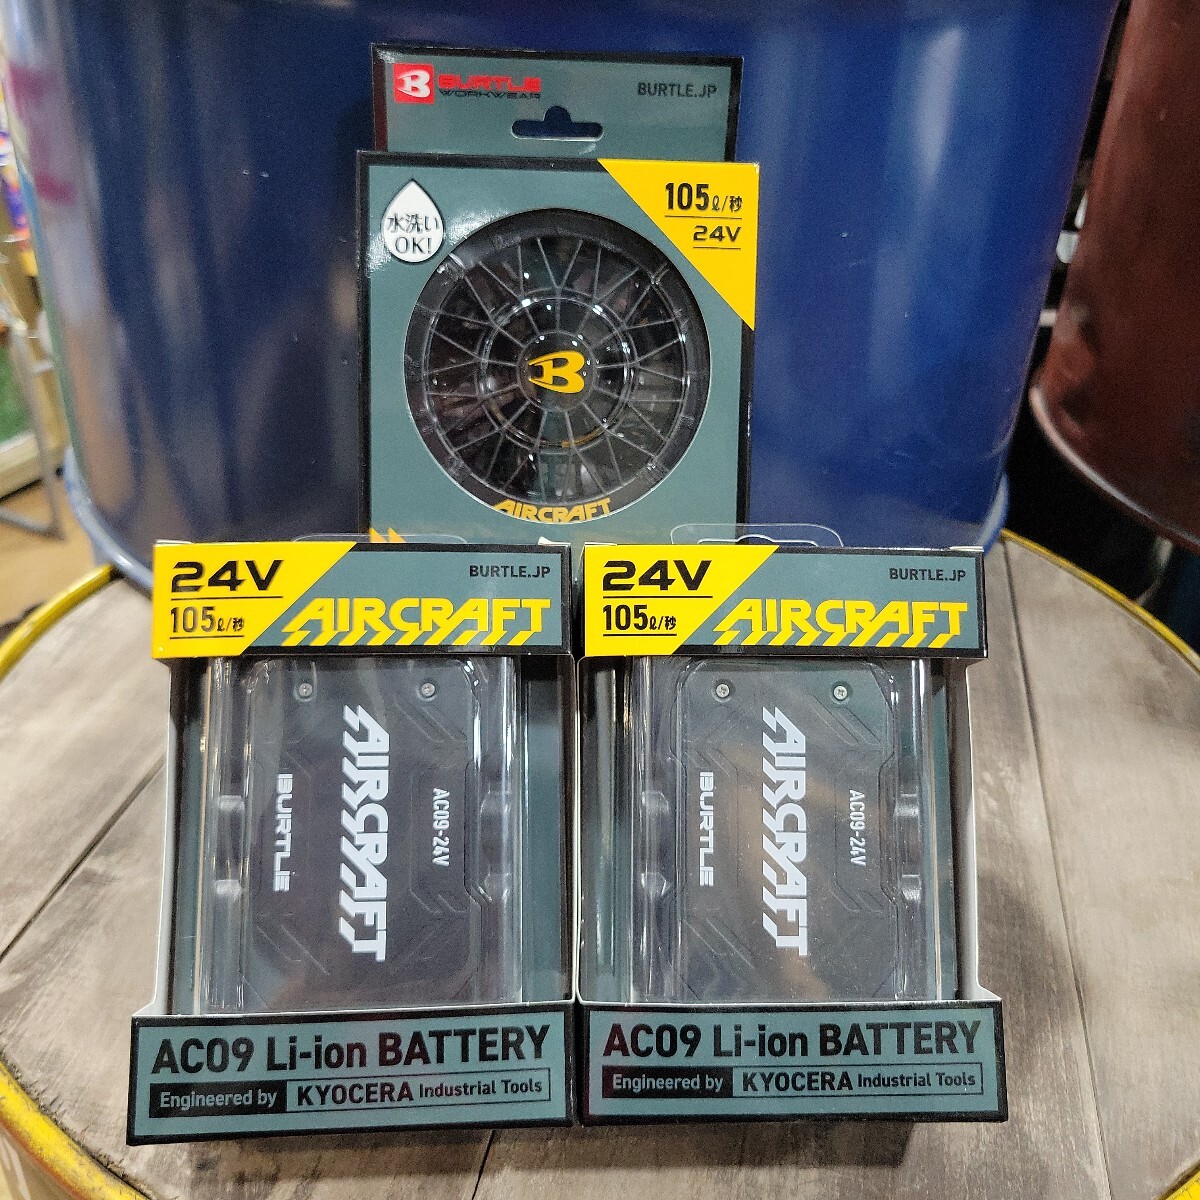 B BURTLE
WORKWEAR
BURTLE.JP
水洗い
OK!
105ℓ/秒
24V
B
AIRCRAFT
24V
105ℓ/秒
BURTLE.JP
AIRCRAFT
AIRCRAFT
BURTLE
AC09-24V
AC09 Li-ion BATTERY
Engineered by KYOCERA Industrial Tools
24V
105ℓ/秒
BURTLE.JP
AIRCRAFT
AIRCRAFT
BURTLE
AC09-24V
AC09 Li-ion BATTERY
Engineered by KYOCERA Industrial Tools